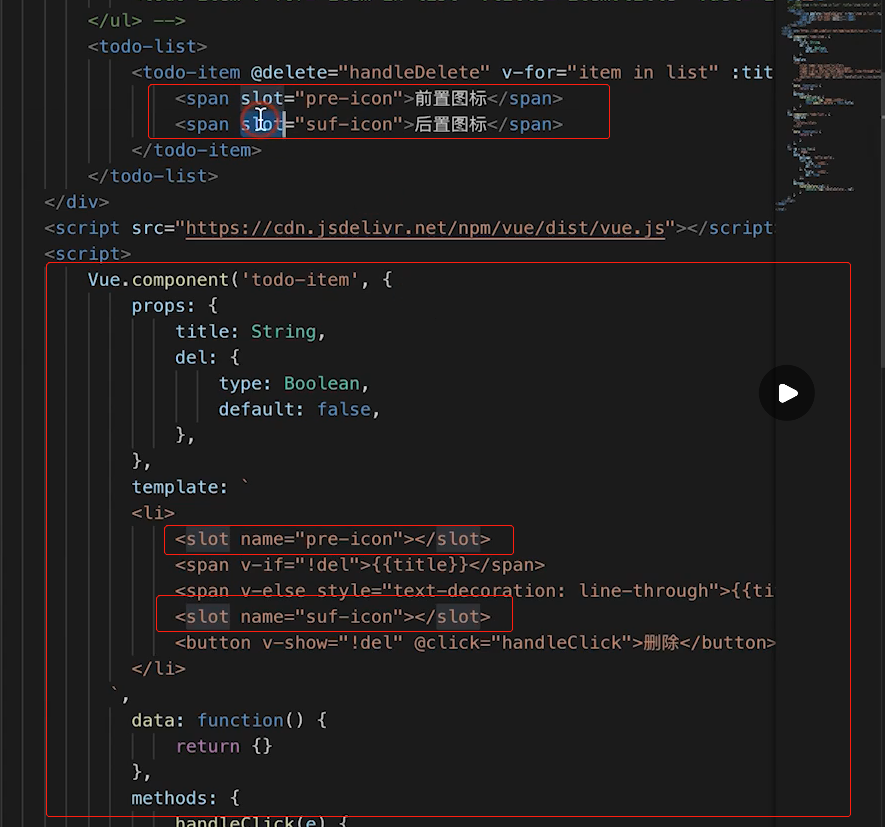 </ul> -->
<todo-list>
<todo-item @delete="handleDelete" v-for="item in list" :tit
<span slot="pre-icon">前置图标</span>
<span slot="suf-icon">后置图标</span>
</todo-item>
</todo-list>
</div>
<script src="https://cdn.jsdelivr.net/npm/vue/dist/vue.js"></script
<script>
Vue.component('todo-item', {
props: {
title: String,
del: {
type: Boolean,
default: false,
},
},
template: `
<li>
<slot name="pre-icon"></slot>
<span v-if="!del">{{title}}</span>
<span v-else style="text-decoration: line-through">{{ti
<slot name="suf-icon"></slot>
<button v-show="!del" @click="handleClick">删除</button>
</li>
`,
data: function() {
return {}
},
methods: {
handleClick(e) {